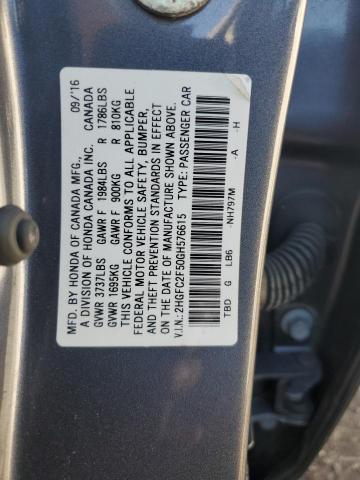 MFD. BY HONDA OF CANADA MFG., 09/'16
A DIVISION OF HONDA CANADA INC. CANADA
GVWR 3737LBS GAWR F 1984LBS R 1786LBS
GVWR 1695KG GAWR F 900KG R 810KG
THIS VEHICLE CONFORMS TO ALL APPLICABLE
FEDERAL MOTOR VEHICLE SAFETY, BUMPER,
AND THEFT PREVENTION STANDARDS IN EFFECT
ON THE DATE OF MANUFACTURE SHOWN ABOVE.
V.I.N.: 2HGFC2F50GH576615 TYPE: PASSENGER CAR
TBD G LB6 -NH797M -A -H